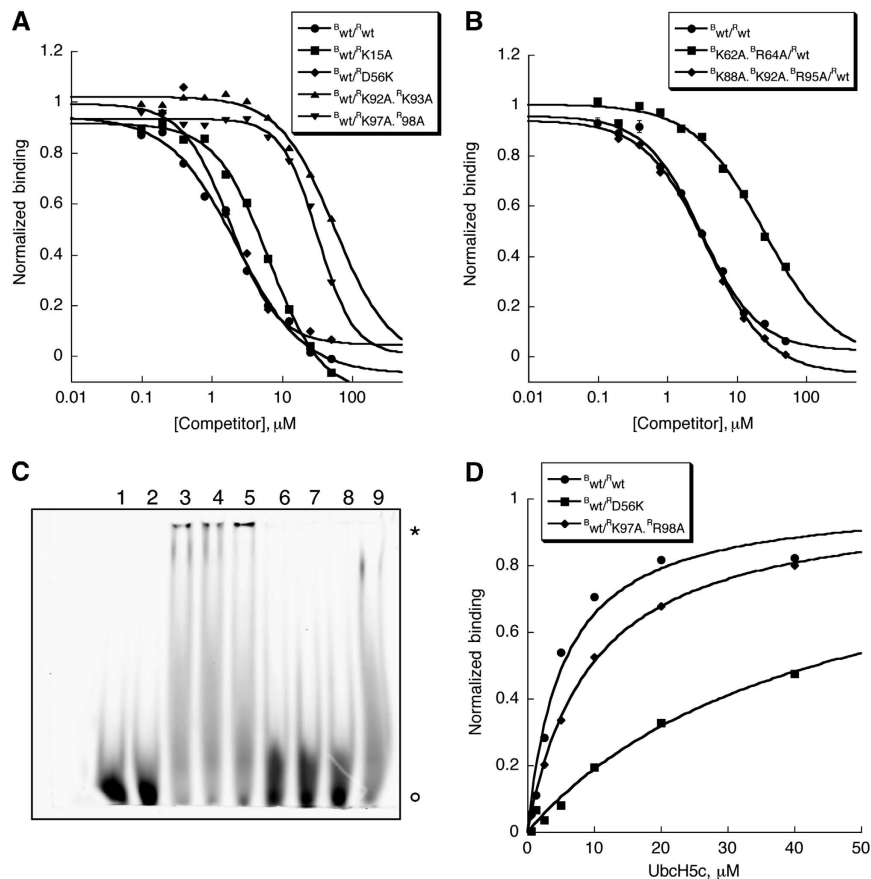 A
B
ᴮwt/ᴿwt
ᴮwt/ᴿK15A
ᴮwt/ᴿD56K
ᴮwt/ᴿK92A.ᴿK93A
ᴮwt/ᴿK97A.ᴿ98A
ᴮwt/ᴿwt
ᴮK62A.ᴮR64A/ᴿwt
ᴮK88A.ᴮK92A.ᴮR95A/ᴿwt
Normalized binding
1.2
1
0.8
0.6
0.4
0.2
0
0.01 0.1 1 10 100
[Competitor], μM
Normalized binding
1.2
1
0.8
0.6
0.4
0.2
0
0.01 0.1 1 10 100
[Competitor], μM
C
1 2 3 4 5 6 7 8 9
*
o
D
ᴮwt/ᴿwt
ᴮwt/ᴿD56K
ᴮwt/ᴿK97A.ᴿR98A
Normalized binding
1
0.8
0.6
0.4
0.2
0
0 10 20 30 40 50
UbcH5c, μM